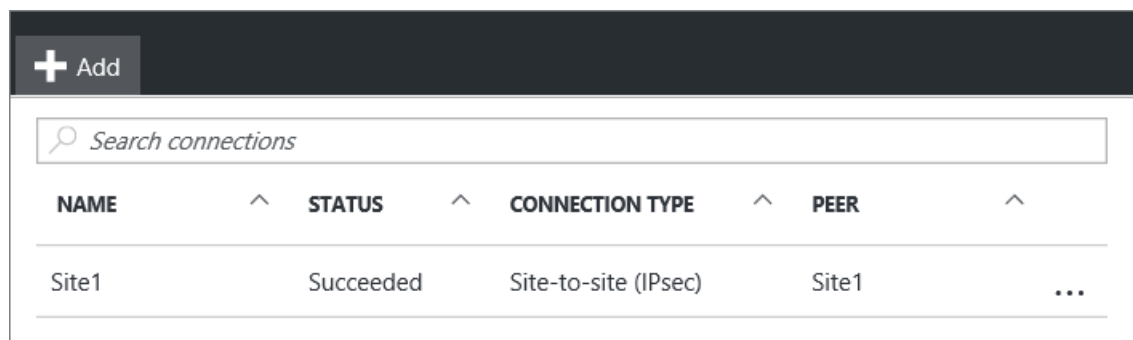 Add
Search connections
NAME STATUS CONNECTION TYPE PEER
Site1 Succeeded Site-to-site (IPsec) Site1 ...